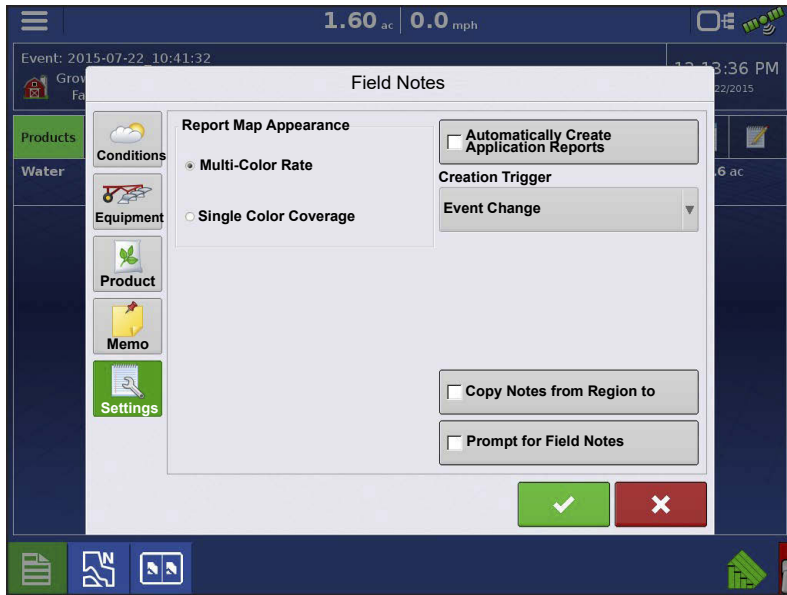 1.60 ac 0.0 mph
Event: 2015-07-22_10:41:32
:36 PM
22/2015
Field Notes
Products
Water
.6 ac
Conditions
Equipment
Product
Memo
Settings
Report Map Appearance
Multi-Color Rate
Single Color Coverage
Automatically Create
Application Reports
Creation Trigger
Event Change
Copy Notes from Region to
Prompt for Field Notes
N